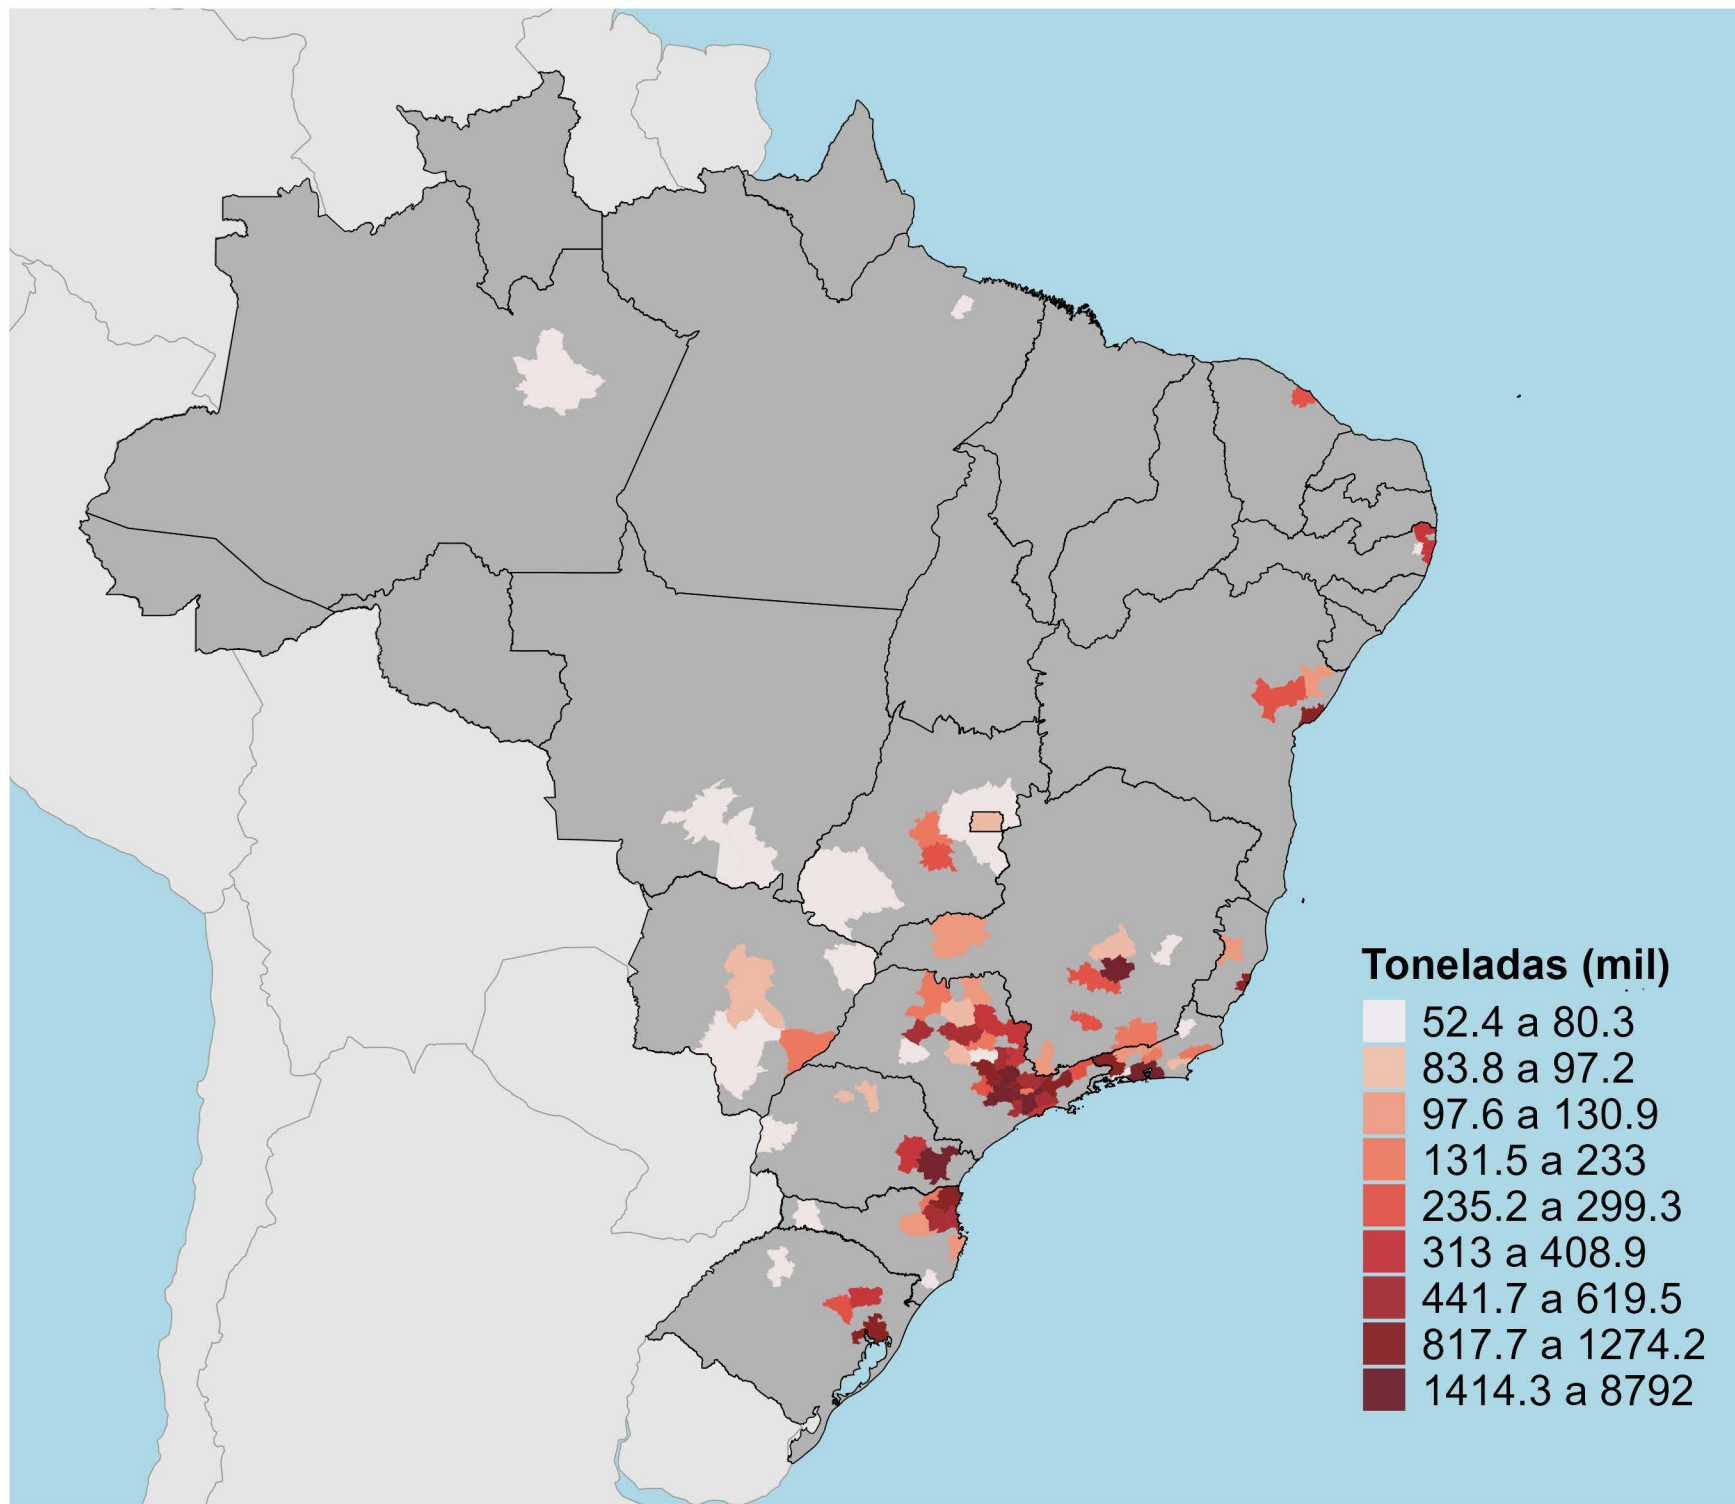 Toneladas (mil)
52.4 a 80.3
83.8 a 97.2
97.6 a 130.9
131.5 a 233
235.2 a 299.3
313 a 408.9
441.7 a 619.5
817.7 a 1274.2
1414.3 a 8792